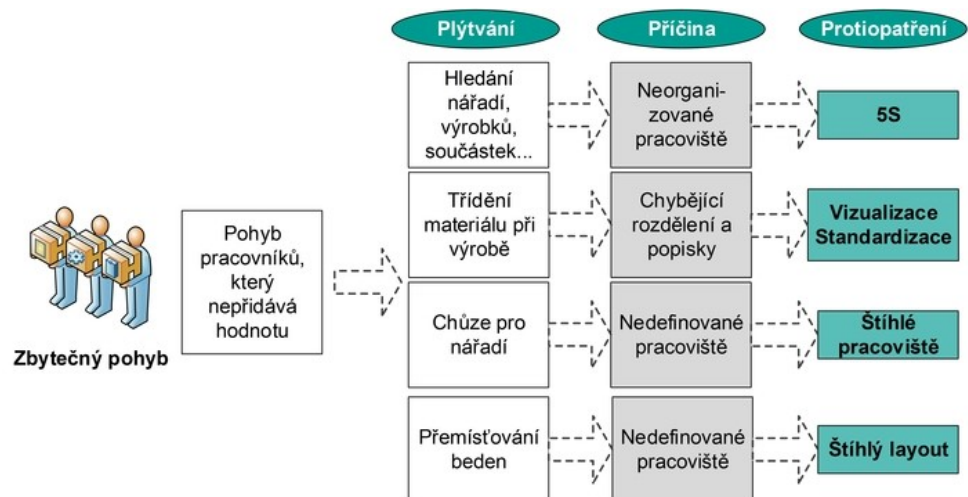 Plýtvání
Příčina
Protiopatření
Hledání
nářadí,
výrobků,
součástek...
Neorgani-
zované
pracoviště
5S
Třídění
materiálu při
výrobě
Chybějící
rozdělení a
popisky
Vizualizace
Standardizace
Pohyb
pracovníků,
který
nepřidává
hodnotu
Zbytečný pohyb
Chůze pro
nářadí
Nedefinované
pracoviště
Štíhlé
pracoviště
Přemísťování
beden
Nedefinované
pracoviště
Štíhlý layout